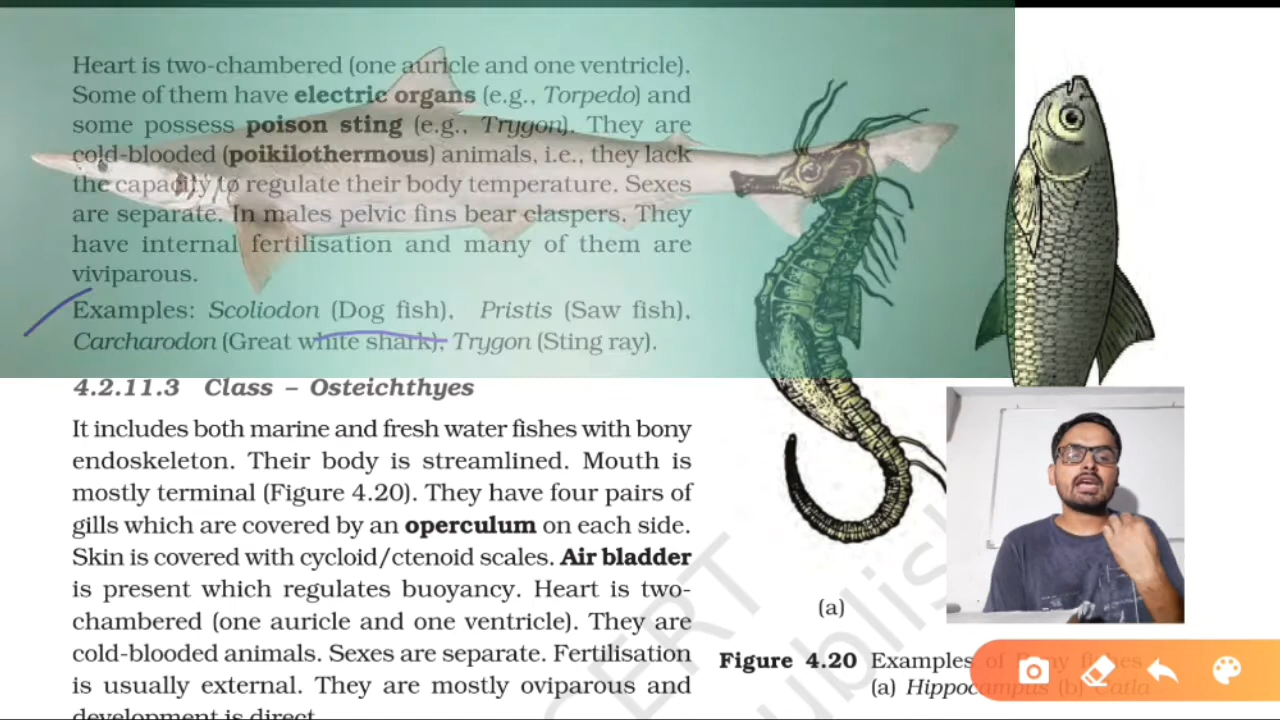 Heart is two-chambered (one auricle and one ventricle).
Some of them have electric organs (e.g., Torpedo) and
some possess poison sting (e.g., Trygon). They are
cold-blooded (poikilothermous) animals, i.e., they lack
the capacity to regulate their body temperature. Sexes
are separate. In males pelvic fins bear claspers. They
have internal fertilisation and many of them are
viviparous.
Examples: Scoliodon (Dog fish), Pristis (Saw fish),
Carcharodon (Great white shark), Trygon (Sting ray).
4.2.11.3 Class – Osteichthyes
It includes both marine and fresh water fishes with bony
endoskeleton. Their body is streamlined. Mouth is
mostly terminal (Figure 4.20). They have four pairs of
gills which are covered by an operculum on each side.
Skin is covered with cycloid/ctenoid scales. Air bladder
is present which regulates buoyancy. Heart is two-
chambered (one auricle and one ventricle). They are
cold-blooded animals. Sexes are separate. Fertilisation
is usually external. They are mostly oviparous and
development is direct.
(a)
Figure 4.20 Examples of Bony fishes
(a) Hippocampus (b) Catla